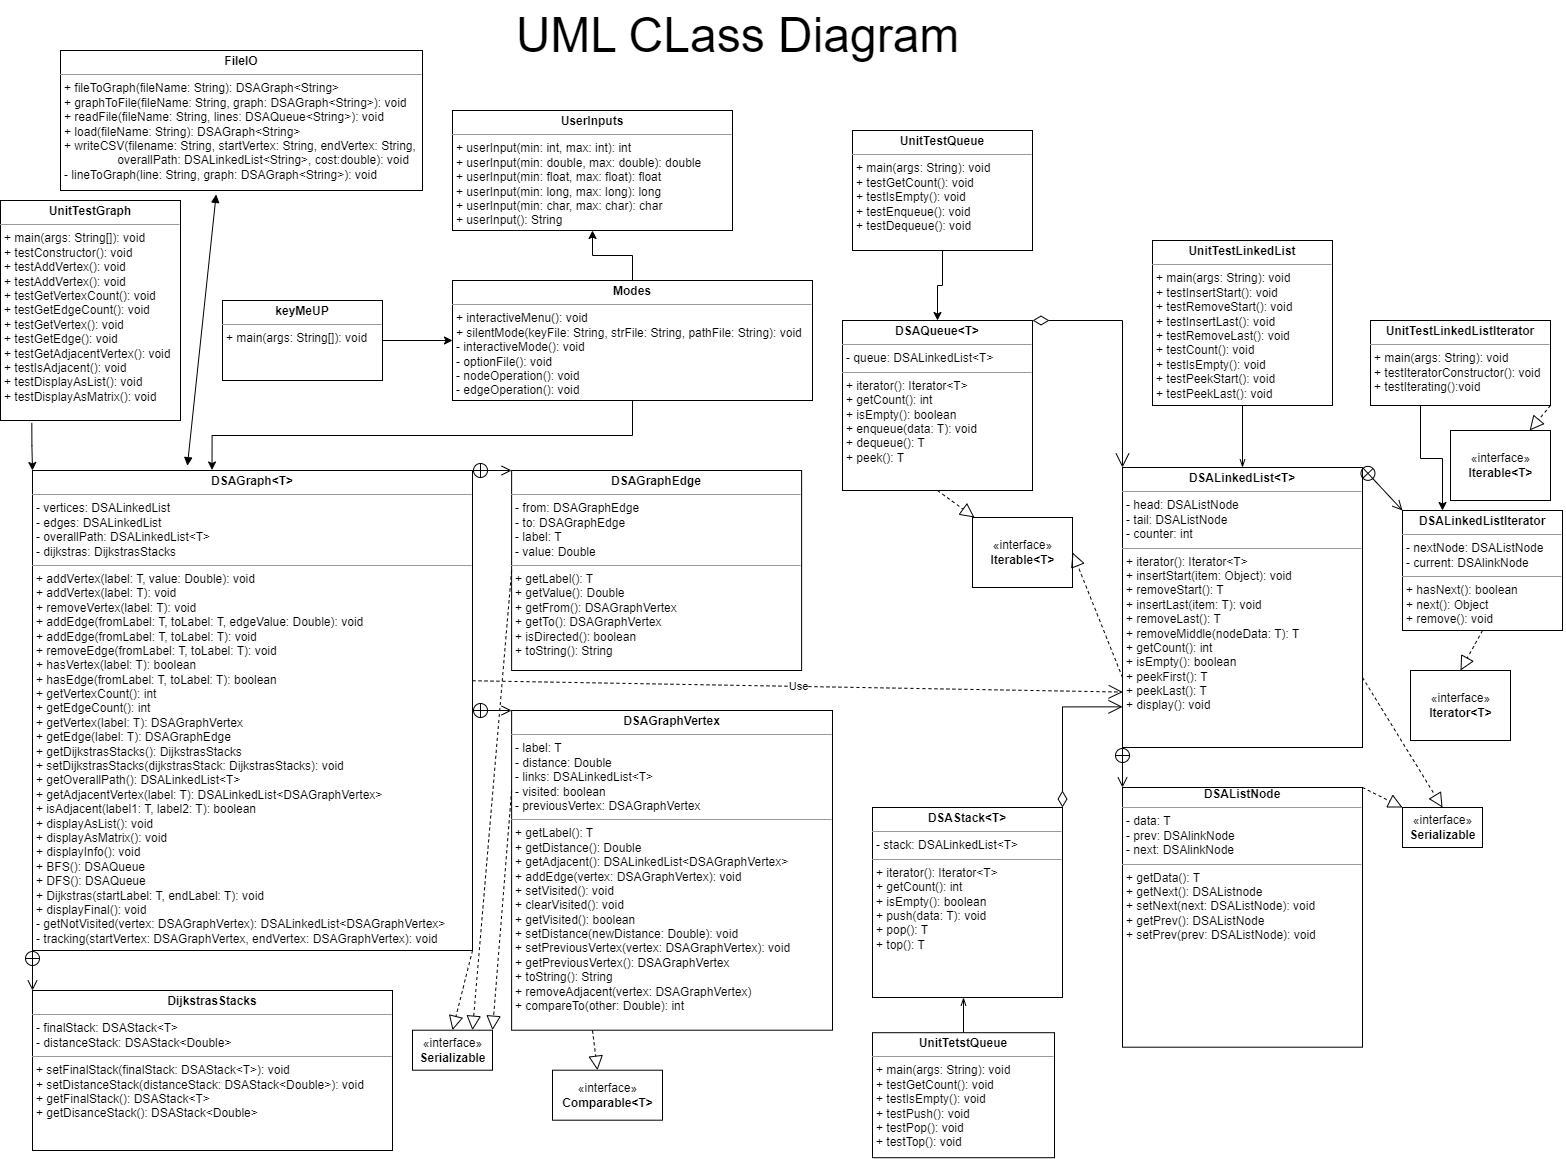 UML CLass Diagram
FileIO
+ fileToGraph(fileName: String): DSAGraph<String>
+ graphToFile(fileName: String, graph: DSAGraph<String>): void
+ readFile(fileName: String, lines: DSAQueue<String>): void
+ load(fileName: String): DSAGraph<String>
+ writeCSV(filename: String, startVertex: String, endVertex: String,
overallPath: DSALinkedList<String>, cost:double): void
- lineToGraph(line: String, graph: DSAGraph<String>): void
UserInputs
+ userInput(min: int, max: int): int
+ userInput(min: double, max: double): double
+ userInput(min: float, max: float): float
+ userInput(min: long, max: long): long
+ userInput(min: char, max: char): char
+ userInput(): String
UnitTestQueue
+ main(args: String): void
+ testGetCount(): void
+ testIsEmpty(): void
+ testEnqueue(): void
+ testDequeue(): void
UnitTestGraph
+ main(args: String[]): void
+ testConstructor(): void
+ testAddVertex(): void
+ testAddVertex(): void
+ testGetVertexCount(): void
+ testGetEdgeCount(): void
+ testGetVertex(): void
+ testGetEdge(): void
+ testGetAdjacentVertex(): void
+ testIsAdjacent(): void
+ testDisplayAsList(): void
+ testDisplayAsMatrix(): void
keyMeUP
+ main(args: String[]): void
Modes
+ interactiveMenu(): void
+ silentMode(keyFile: String, strFile: String, pathFile: String): void
- interactiveMode(): void
- optionFile(): void
- nodeOperation(): void
- edgeOperation(): void
DSAQueue<T>
- queue: DSALinkedList<T>
+ iterator(): Iterator<T>
+ getCount(): int
+ isEmpty(): boolean
+ enqueue(data: T): void
+ dequeue(): T
+ peek(): T
UnitTestLinkedList
+ main(args: String): void
+ testInsertStart(): void
+ testRemoveStart(): void
+ testInsertLast(): void
+ testRemoveLast(): void
+ testCount(): void
+ testIsEmpty(): void
+ testPeekStart(): void
+ testPeekLast(): void
UnitTestLinkedListIterator
+ main(args: String): void
+ testIteratorConstructor(): void
+ testIterating():void
«interface»
Iterable<T>
DSAGraph<T>
- vertices: DSALinkedList
- edges: DSALinkedList
- overallPath: DSALinkedList<T>
- dijkstras: DijkstrasStacks
+ addVertex(label: T, value: Double): void
+ addVertex(label: T): void
+ removeVertex(label: T): void
+ addEdge(fromLabel: T, toLabel: T, edgeValue: Double): void
+ addEdge(fromLabel: T, toLabel: T): void
+ removeEdge(fromLabel: T, toLabel: T): void
+ hasVertex(label: T): boolean
+ hasEdge(fromLabel: T, toLabel: T): boolean
+ getVertexCount(): int
+ getEdgeCount(): int
+ getVertex(label: T): DSAGraphVertex
+ getEdge(label: T): DSAGraphEdge
+ getDijkstrasStacks(): DijkstrasStacks
+ setDijkstrasStacks(dijkstrasStack: DijkstrasStacks): void
+ getOverallPath(): DSALinkedList<T>
+ getAdjacentVertex(label: T): DSALinkedList<DSAGraphVertex>
+ isAdjacent(label1: T, label2: T): boolean
+ displayAsList(): void
+ displayAsMatrix(): void
+ displayInfo(): void
+ BFS(): DSAQueue
+ DFS(): DSAQueue
+ Dijkstras(startLabel: T, endLabel: T): void
+ displayFinal(): void
- getNotVisited(vertex: DSAGraphVertex): DSALinkedList<DSAGraphVertex>
- tracking(startVertex: DSAGraphVertex, endVertex: DSAGraphVertex): void
DSAGraphEdge
- from: DSAGraphEdge
- to: DSAGraphEdge
- label: T
- value: Double
+ getLabel(): T
+ getValue(): Double
+ getFrom(): DSAGraphVertex
+ getTo(): DSAGraphVertex
+ isDirected(): boolean
+ toString(): String
Use
«interface»
Iterable<T>
DSALinkedList<T>
- head: DSAListNode
- tail: DSAListNode
- counter: int
+ iterator(): Iterator<T>
+ insertStart(item: Object): void
+ removeStart(): T
+ insertLast(item: T): void
+ removeLast(): T
+ removeMiddle(nodeData: T): T
+ getCount(): int
+ isEmpty(): boolean
+ peekFirst(): T
+ peekLast(): T
+ display(): void
DSALinkedListIterator
- nextNode: DSAListNode
- current: DSAlinkNode
+ hasNext(): boolean
+ next(): Object
+ remove(): void
«interface»
Iterator<T>
DSAGraphVertex
- label: T
- distance: Double
- links: DSALinkedList<T>
- visited: boolean
- previousVertex: DSAGraphVertex
+ getLabel(): T
+ getDistance(): Double
+ getAdjacent(): DSALinkedList<DSAGraphVertex>
+ addEdge(vertex: DSAGraphVertex): void
+ setVisited(): void
+ clearVisited(): void
+ getVisited(): boolean
+ setDistance(newDistance: Double): void
+ setPreviousVertex(vertex: DSAGraphVertex): void
+ getPreviousVertex(): DSAGraphVertex
+ toString(): String
+ removeAdjacent(vertex: DSAGraphVertex)
+ compareTo(other: Double): int
DSAStack<T>
- stack: DSALinkedList<T>
+ iterator(): Iterator<T>
+ getCount(): int
+ isEmpty(): boolean
+ push(data: T): void
+ pop(): T
+ top(): T
DSAListNode
- data: T
- prev: DSAlinkNode
- next: DSAlinkNode
+ getData(): T
+ getNext(): DSAListnode
+ setNext(next: DSAListNode): void
+ getPrev(): DSAListNode
+ setPrev(prev: DSAListNode): void
«interface»
Serializable
DijkstrasStacks
- finalStack: DSAStack<T>
- distanceStack: DSAStack<Double>
+ setFinalStack(finalStack: DSAStack<T>): void
+ setDistanceStack(distanceStack: DSAStack<Double>): void
+ getFinalStack(): DSAStack<T>
+ getDisanceStack(): DSAStack<Double>
«interface»
Serializable
«interface»
Comparable<T>
UnitTetstQueue
+ main(args: String): void
+ testGetCount(): void
+ testIsEmpty(): void
+ testPush(): void
+ testPop(): void
+ testTop(): void